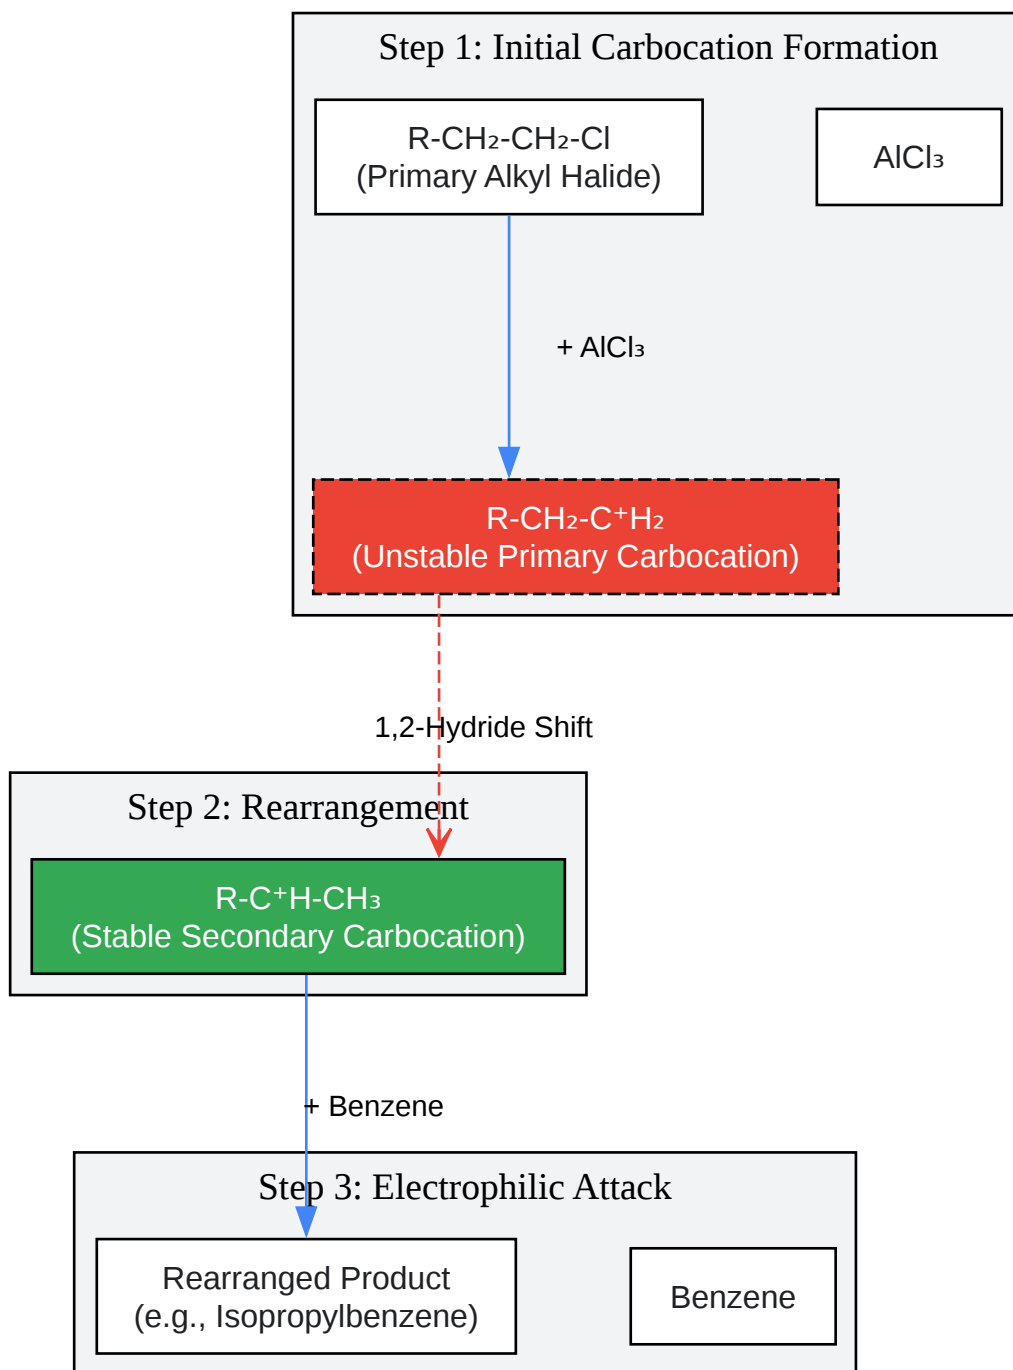 Step 1: Initial Carbocation Formation
R-CH₂-CH₂-Cl
(Primary Alkyl Halide)
AlCl₃
+ AlCl₃
R-CH₂-C⁺H₂
(Unstable Primary Carbocation)
1,2-Hydride Shift
Step 2: Rearrangement
R-C⁺H-CH₃
(Stable Secondary Carbocation)
+ Benzene
Step 3: Electrophilic Attack
Rearranged Product
(e.g., Isopropylbenzene)
Benzene